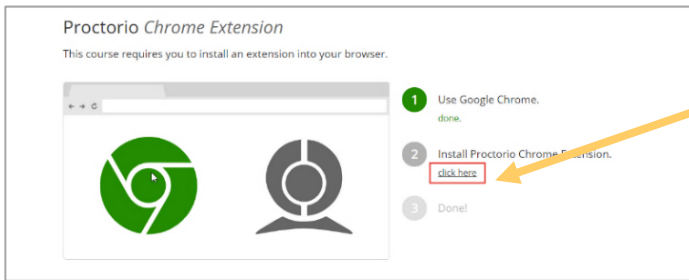 Proctorio Chrome Extension
This course requires you to install an extension into your browser.
1 Use Google Chrome.
done.
2 Install Proctorio Chrome Extension.
click here
3 Done!